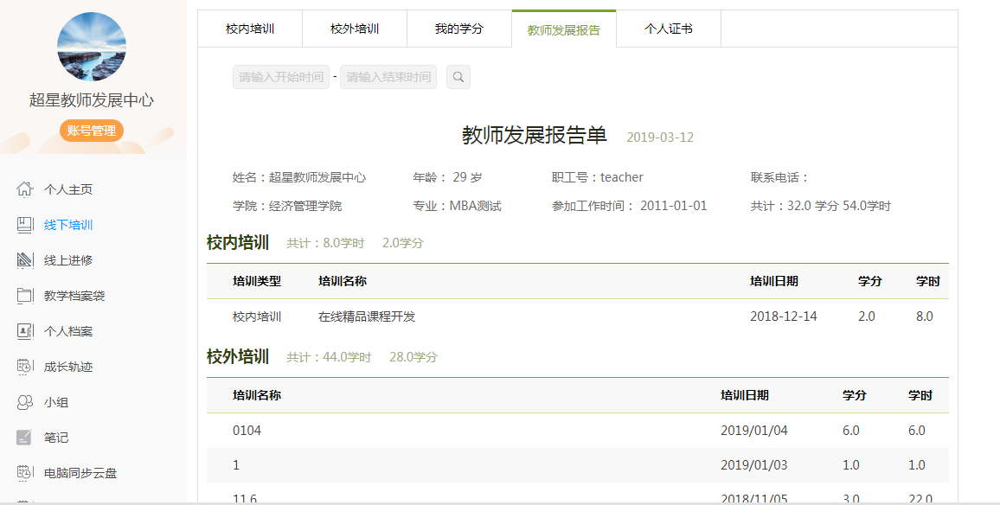 超星教师发展中心
账号管理
个人主页
线下培训
线上进修
教学档案袋
个人档案
成长轨迹
小组
笔记
电脑同步云盘
校内培训 校外培训 我的学分 教师发展报告 个人证书
请输入开始时间 - 请输入结束时间
教师发展报告单 2019-03-12
姓名：超星教师发展中心 年龄： 29 岁 职工号：teacher 联系电话：
学院：经济管理学院 专业：MBA测试 参加工作时间： 2011-01-01 共计：32.0 学分 54.0学时
校内培训 共计：8.0学时 2.0学分
培训类型 培训名称 培训日期 学分 学时
校内培训 在线精品课程开发 2018-12-14 2.0 8.0
校外培训 共计：44.0学时 28.0学分
培训名称 培训日期 学分 学时
0104 2019/01/04 6.0 6.0
1 2019/01/03 1.0 1.0
11.6 2018/11/05 3.0 22.0